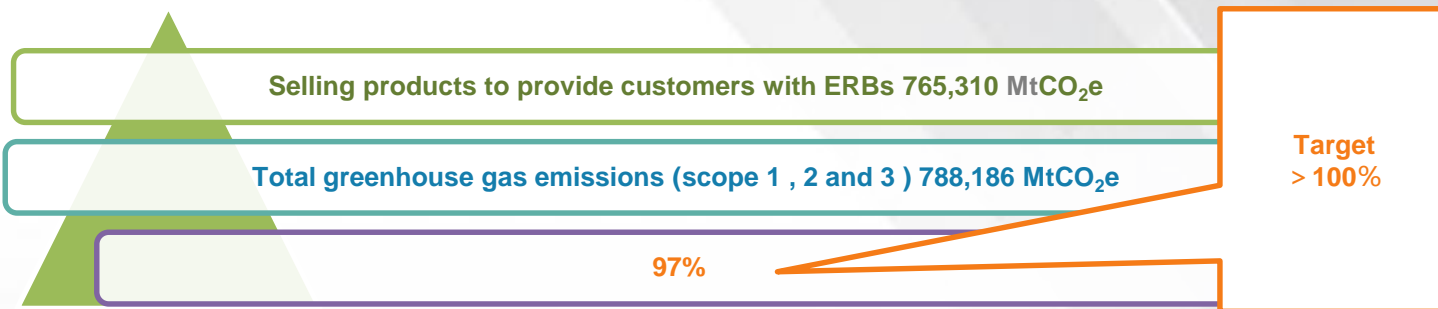 Selling products to provide customers with ERBs 765,310 MtCO₂e
Total greenhouse gas emissions (scope 1 , 2 and 3 ) 788,186 MtCO₂e
97%
Target
>100%